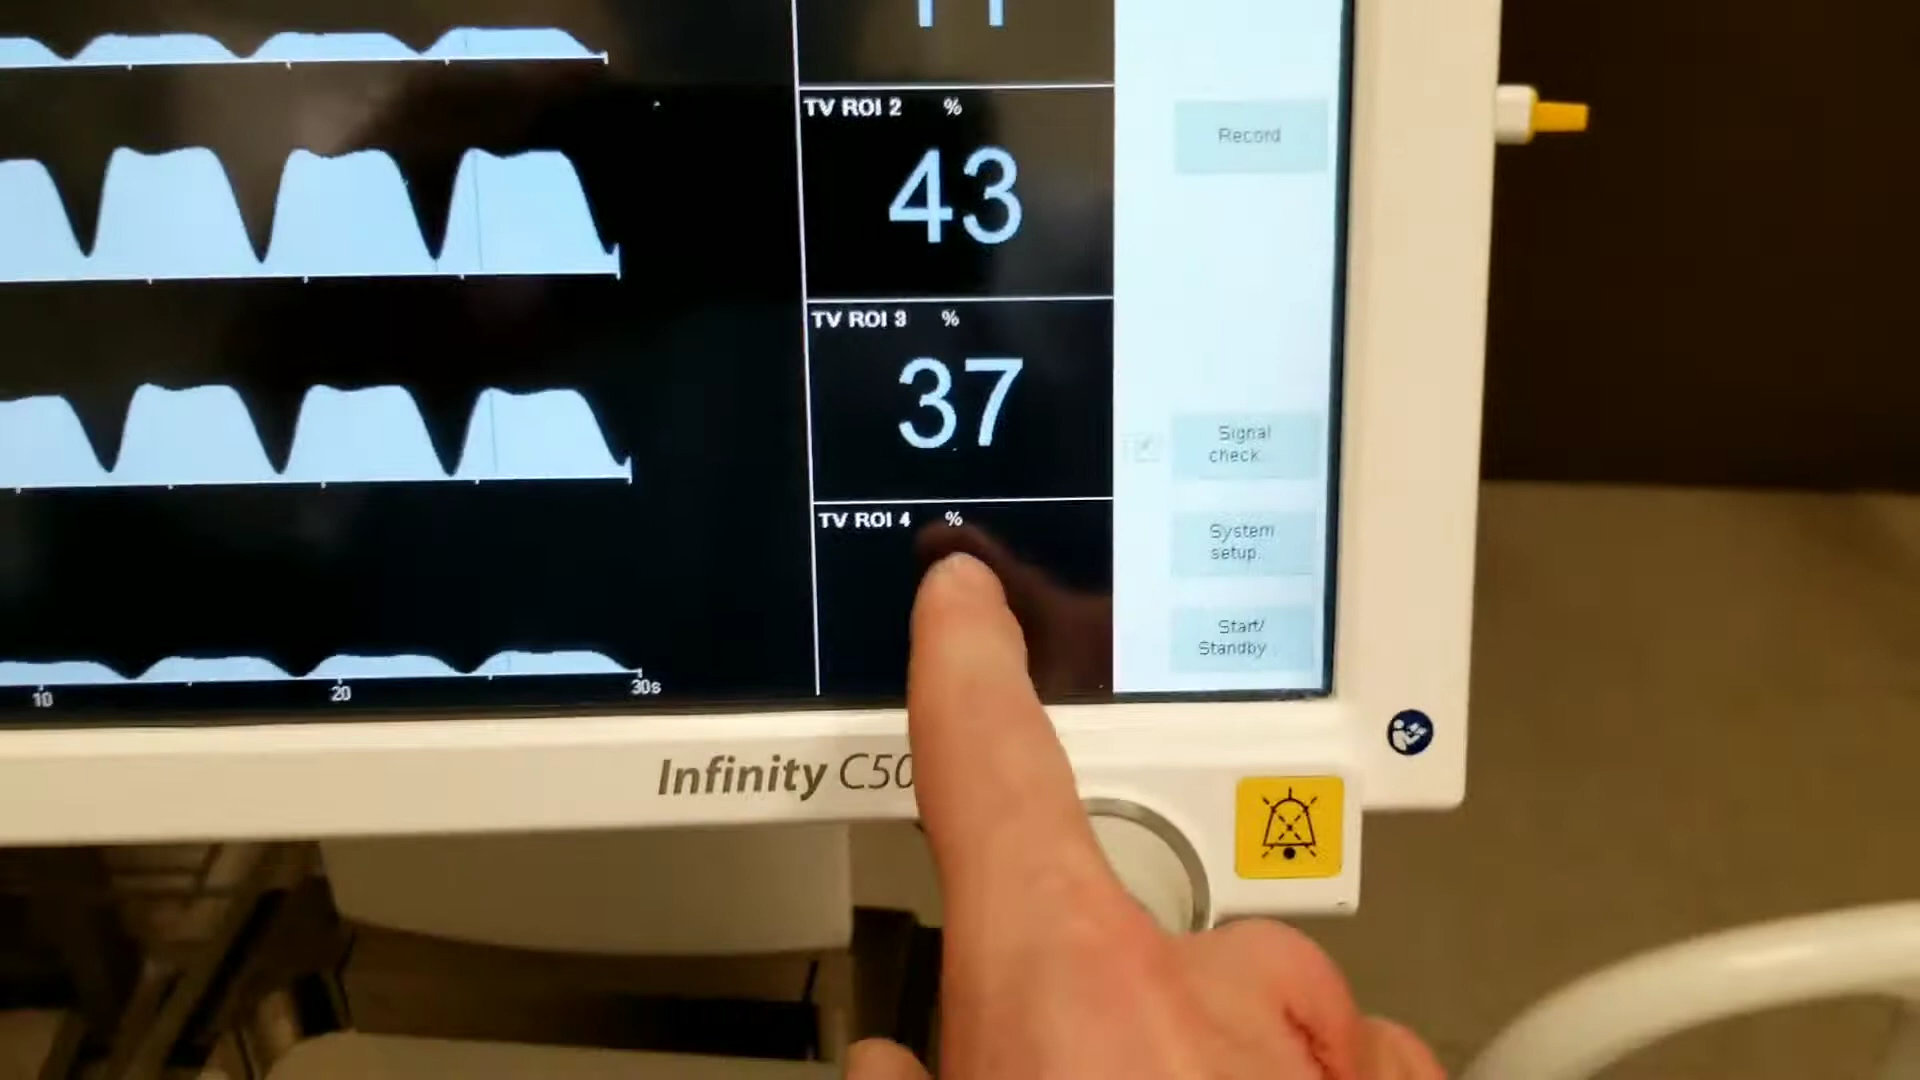 11
TV ROI 2 %
43
TV ROI 3 %
37
TV ROI 4 %
10 20 30s
Record
Signal
check...
System
setup...
Start/
Standby...
Infinity C50